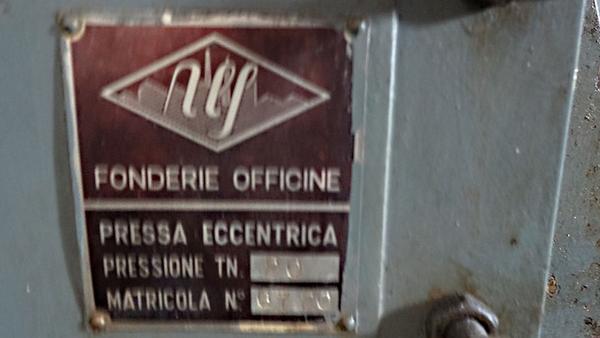 FONDERIE OFFICINE
PRESSA ECCENTRICA
PRESSIONE TN.
MATRICOLA N°